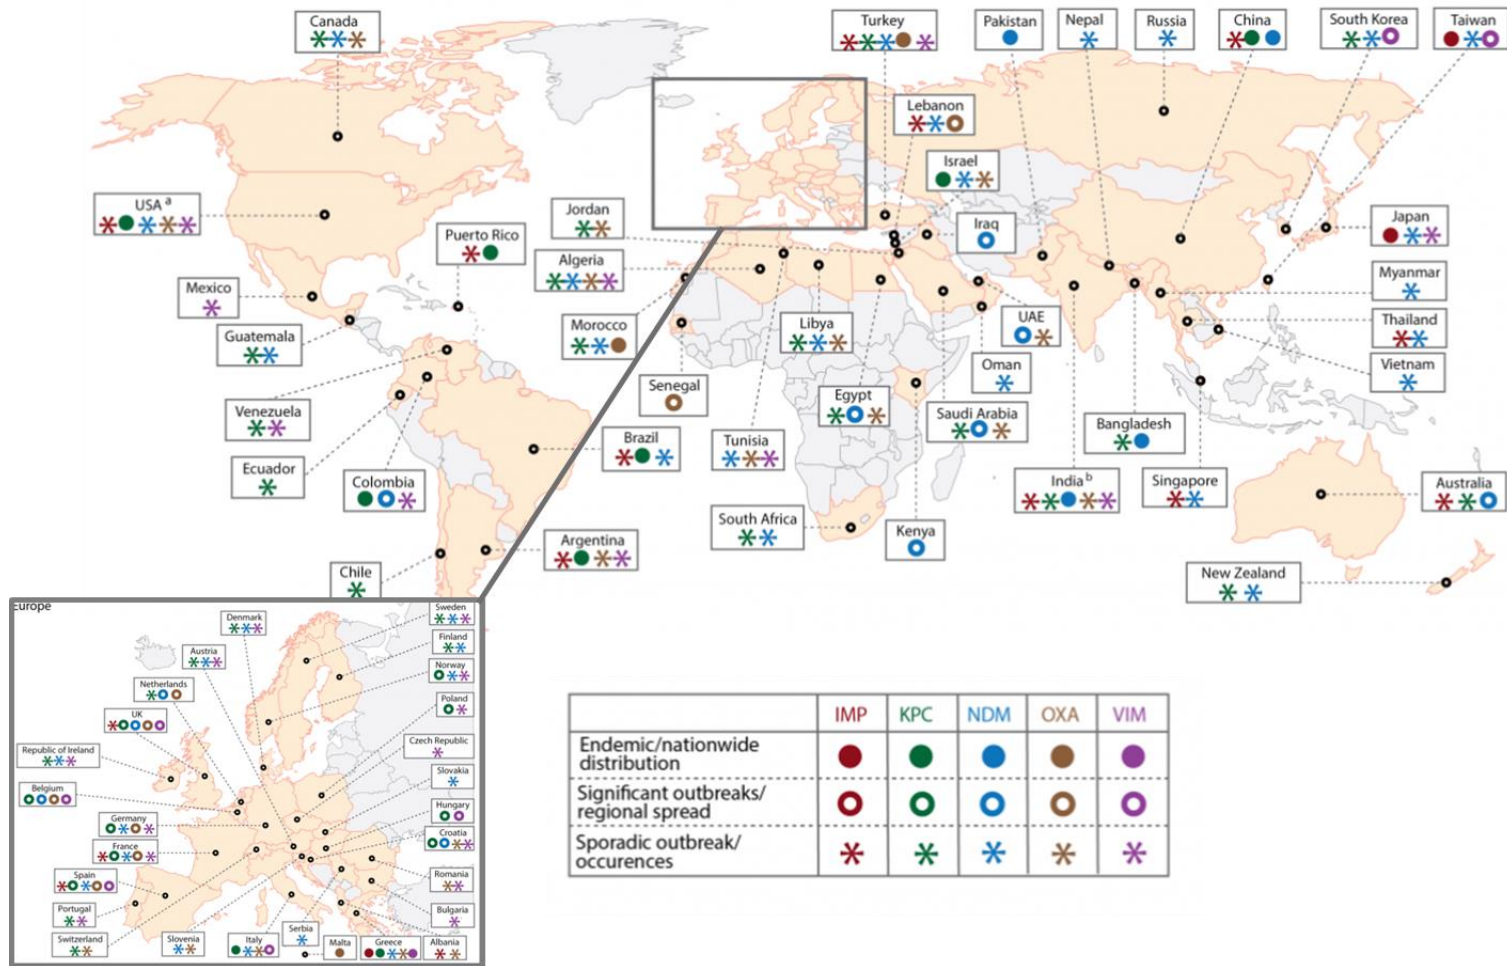 Canada
Turkey
Pakistan
Nepal
Russia
China
South Korea
Taiwan
Lebanon
Israel
USA a
Jordan
Iraq
Japan
Puerto Rico
Algeria
Mexico
Myanmar
Guatemala
Morocco
Libya
UAE
Thailand
Senegal
Oman
Vietnam
Venezuela
Egypt
Saudi Arabia
Bangladesh
Brazil
Tunisia
Ecuador
Colombia
India b
Singapore
Australia
South Africa
Kenya
Argentina
Chile
New Zealand
Europe
Denmark
Sweden
Austria
Finland
Netherlands
Norway
UK
Poland
Republic of Ireland
Czech Republic
Belgium
Slovakia
Germany
Hungary
France
Croatia
Spain
Romania
Portugal
Bulgaria
Switzerland
Slovenia
Italy
Serbia
Malta
Greece
Albania
IMP KPC NDM OXA VIM
Endemic/nationwide
distribution
Significant outbreaks/
regional spread
Sporadic outbreak/
occurences